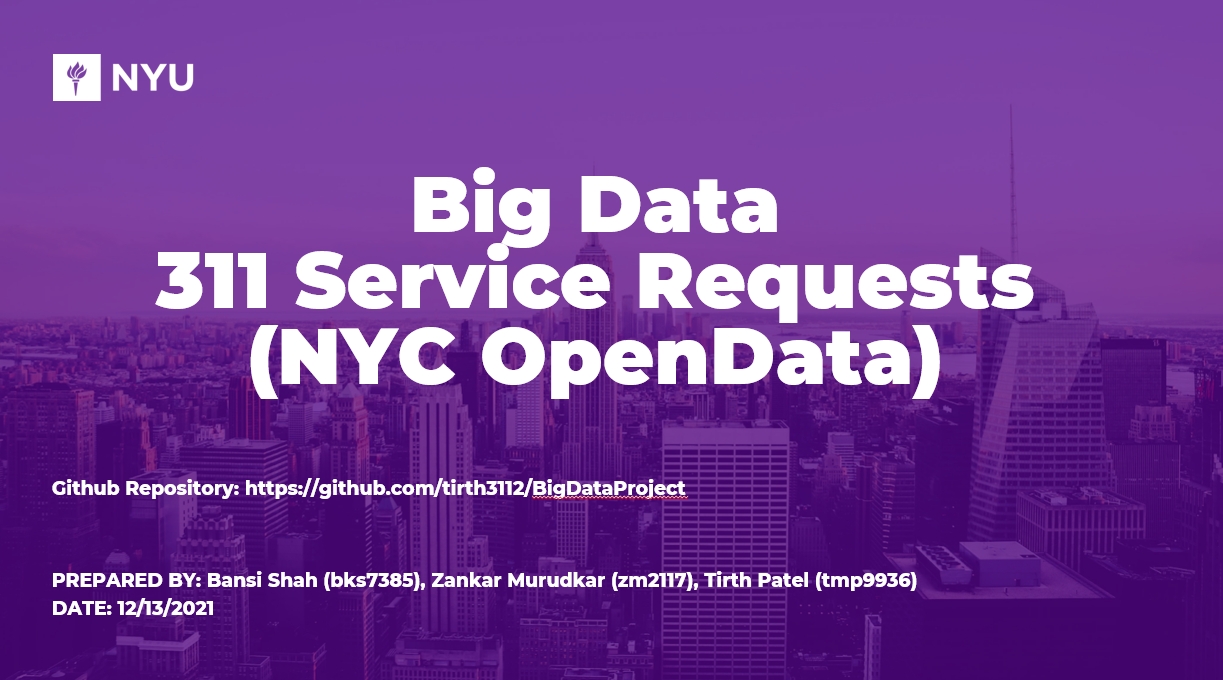 NYU
Big Data
311 Service Requests
(NYC OpenData)
Github Repository: https://github.com/tirth3112/BigDataProject
PREPARED BY: Bansi Shah (bks7385), Zankar Murudkar (zm2117), Tirth Patel (tmp9936)
DATE: 12/13/2021